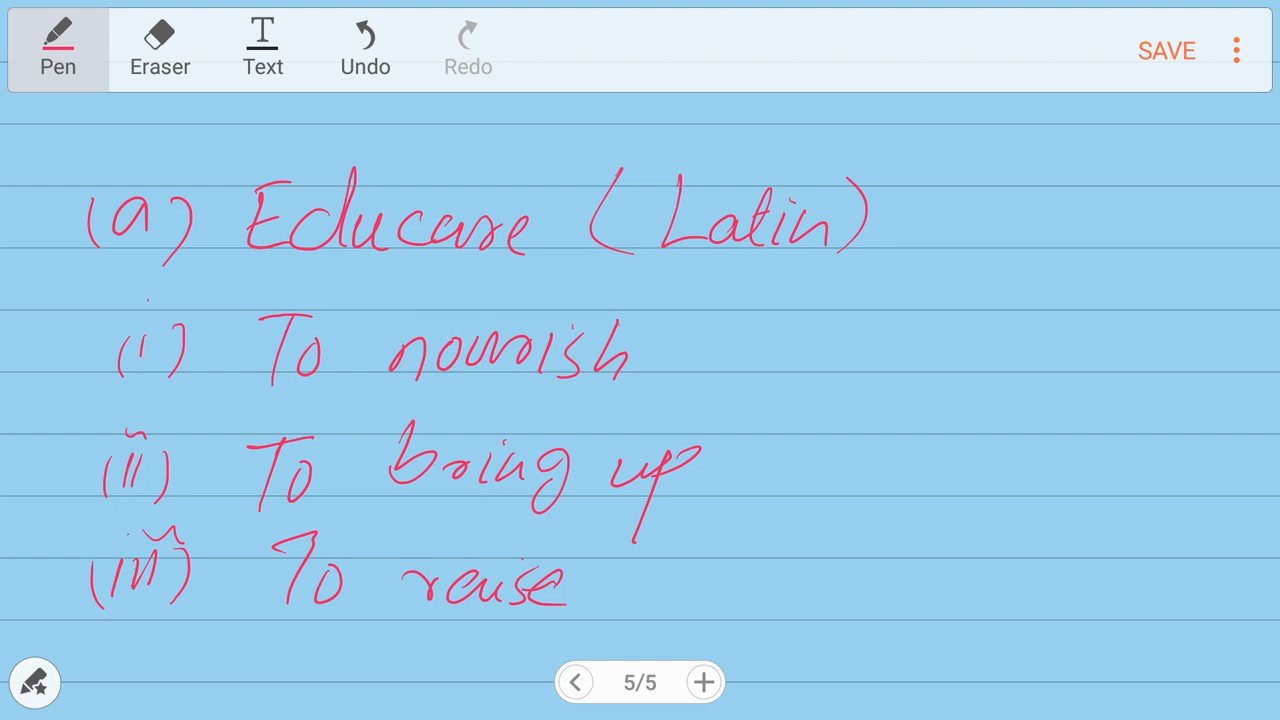 Pen Eraser Text Undo Redo SAVE
(a) Educare (Latin)
(i) To nourish
(ii) To bring up
(iii) To raise
5/5